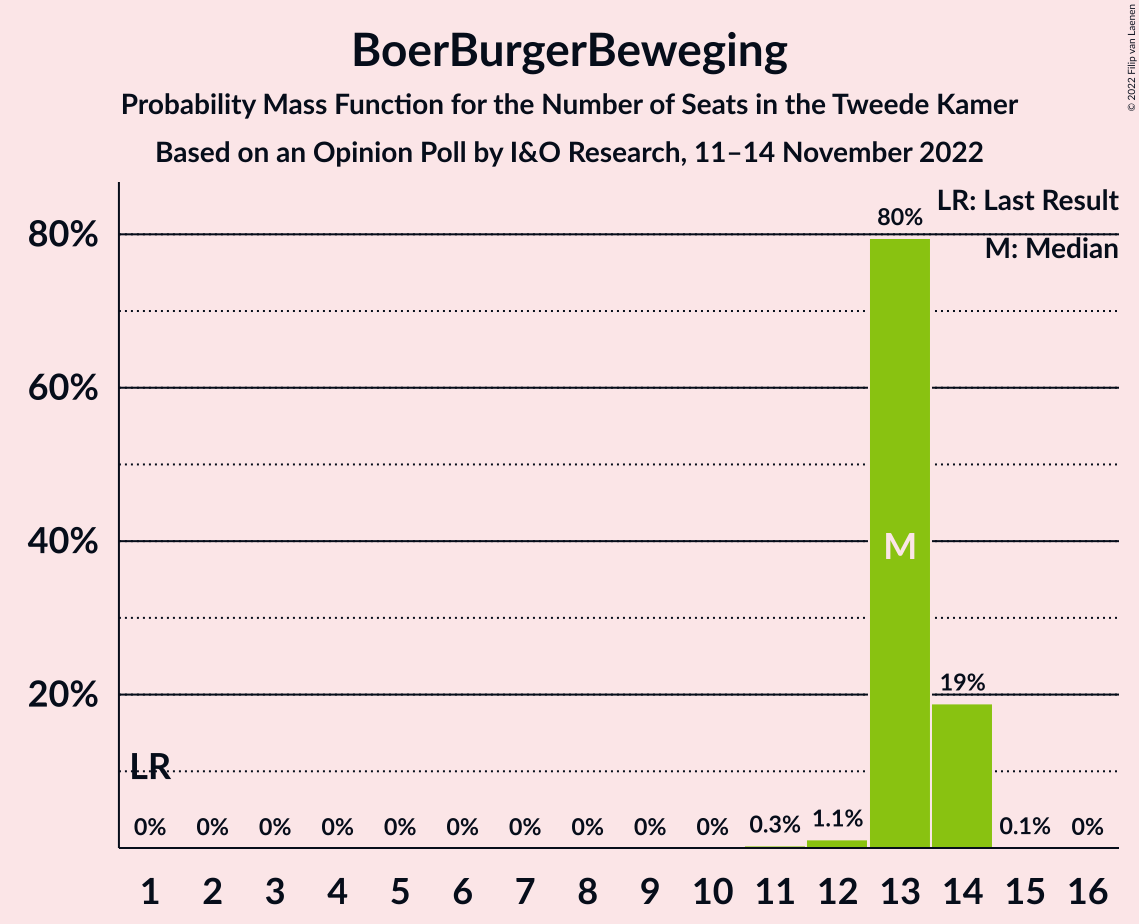 BoerBurgerBeweging
Probability Mass Function for the Number of Seats in the Tweede Kamer
Based on an Opinion Poll by I&O Research, 11–14 November 2022
© 2022 Filip van Laenen
LR: Last Result
M: Median
80%
60%
40%
20%
80%
M
19%
LR
0% 0% 0% 0% 0% 0% 0% 0% 0% 0% 0.3% 1.1% 0.1% 0%
1 2 3 4 5 6 7 8 9 10 11 12 13 14 15 16